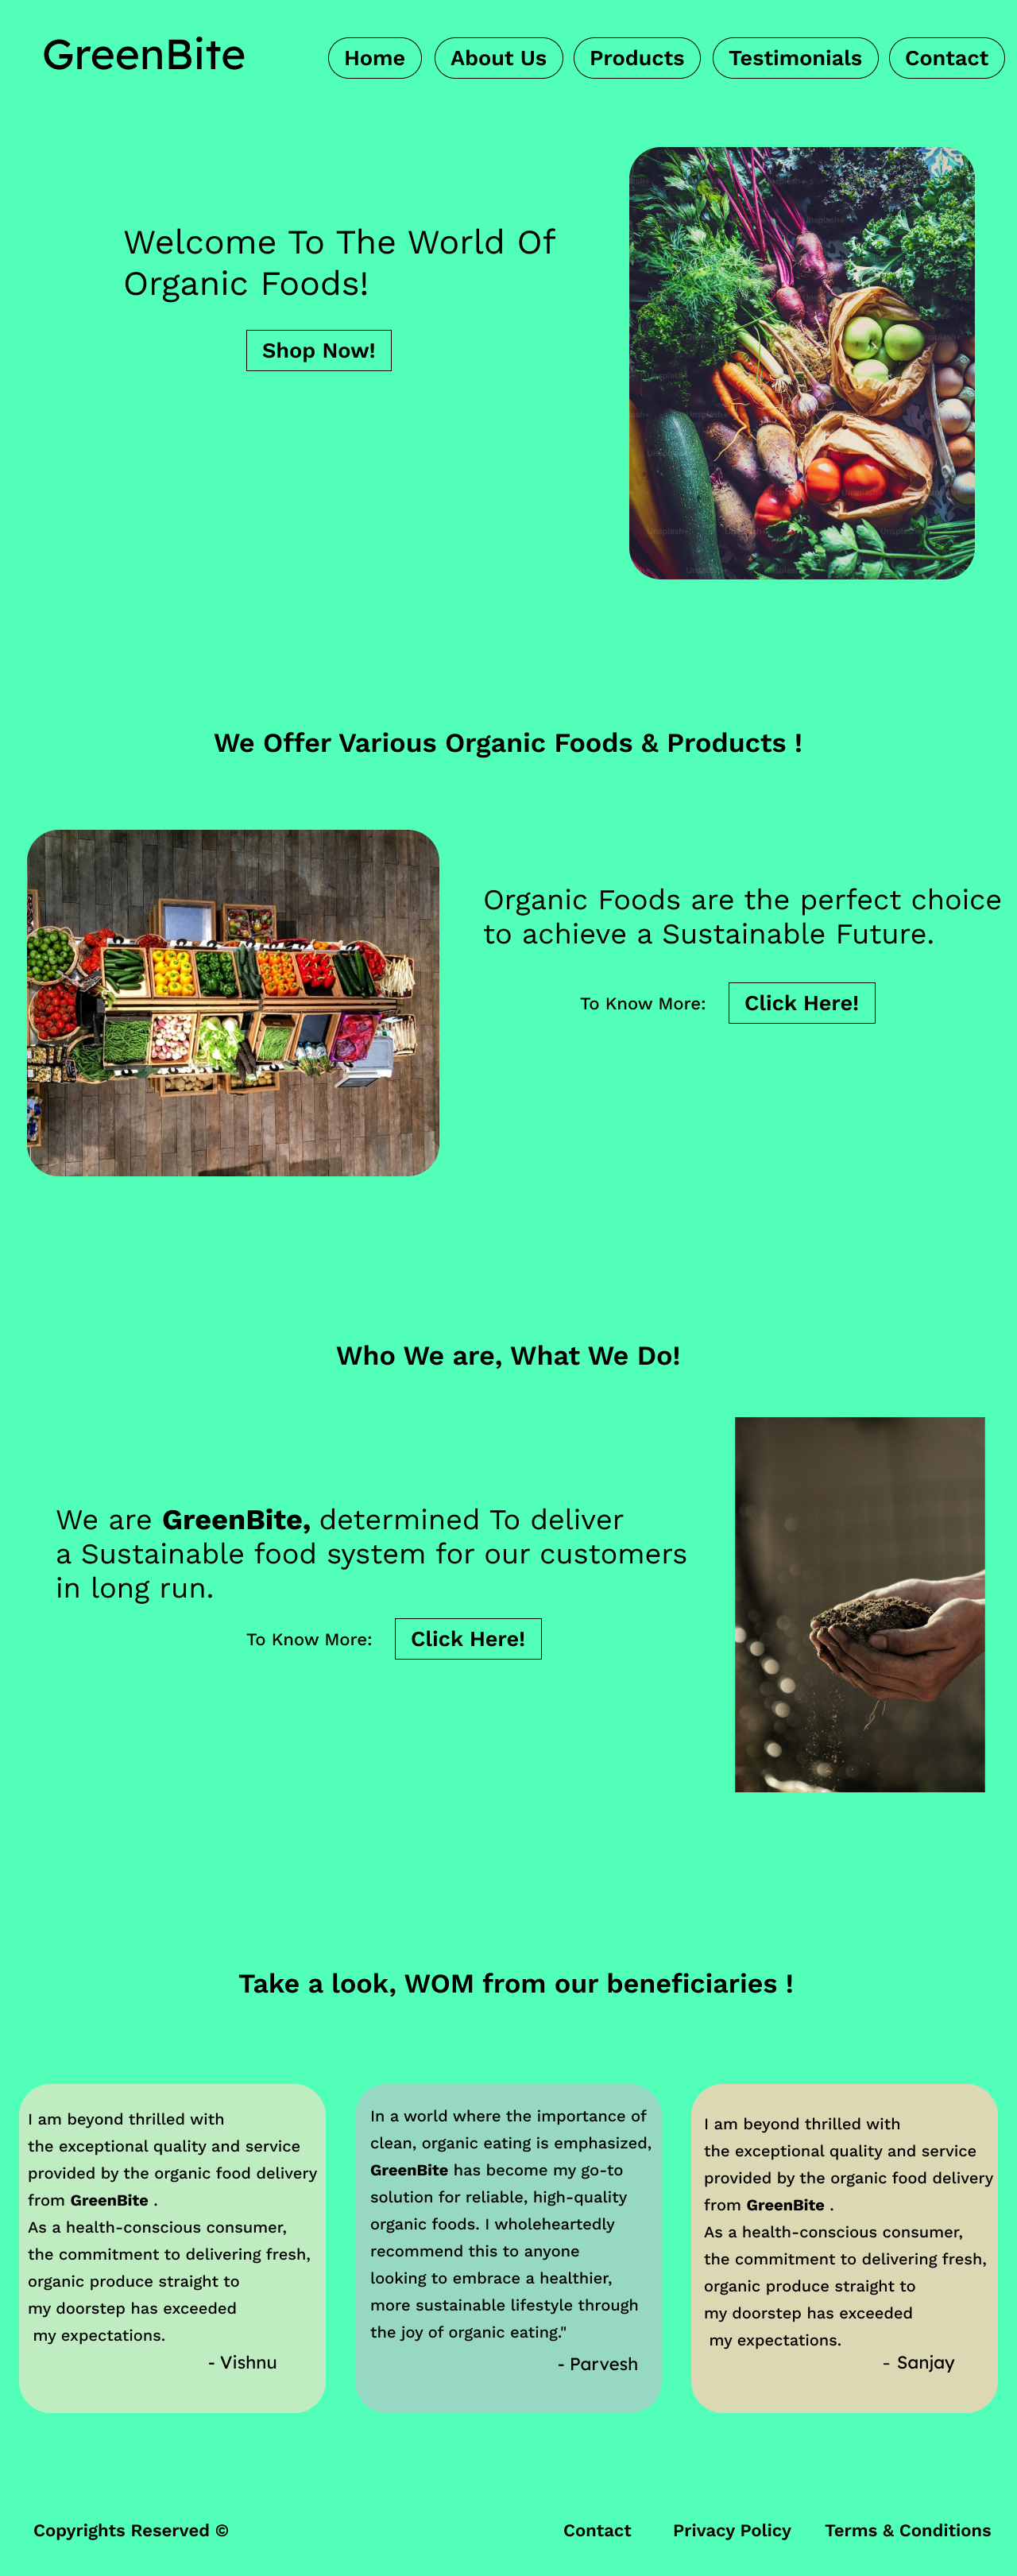 GreenBite
Home
About Us
Products
Testimonials
Contact
Welcome To The World Of
Organic Foods!
Shop Now!
We Offer Various Organic Foods & Products !
Organic Foods are the perfect choice
to achieve a Sustainable Future.
To Know More:
Click Here!
Who We are, What We Do!
We are GreenBite, determined To deliver
a Sustainable food system for our customers
in long run.
To Know More:
Click Here!
Take a look, WOM from our beneficiaries !
I am beyond thrilled with
the exceptional quality and service
provided by the organic food delivery
from GreenBite .
As a health-conscious consumer,
the commitment to delivering fresh,
organic produce straight to
my doorstep has exceeded
my expectations.
- Vishnu
In a world where the importance of
clean, organic eating is emphasized,
GreenBite has become my go-to
solution for reliable, high-quality
organic foods. I wholeheartedly
recommend this to anyone
looking to embrace a healthier,
more sustainable lifestyle through
the joy of organic eating."
- Parvesh
I am beyond thrilled with
the exceptional quality and service
provided by the organic food delivery
from GreenBite .
As a health-conscious consumer,
the commitment to delivering fresh,
organic produce straight to
my doorstep has exceeded
my expectations.
- Sanjay
Copyrights Reserved ©
Contact
Privacy Policy
Terms & Conditions